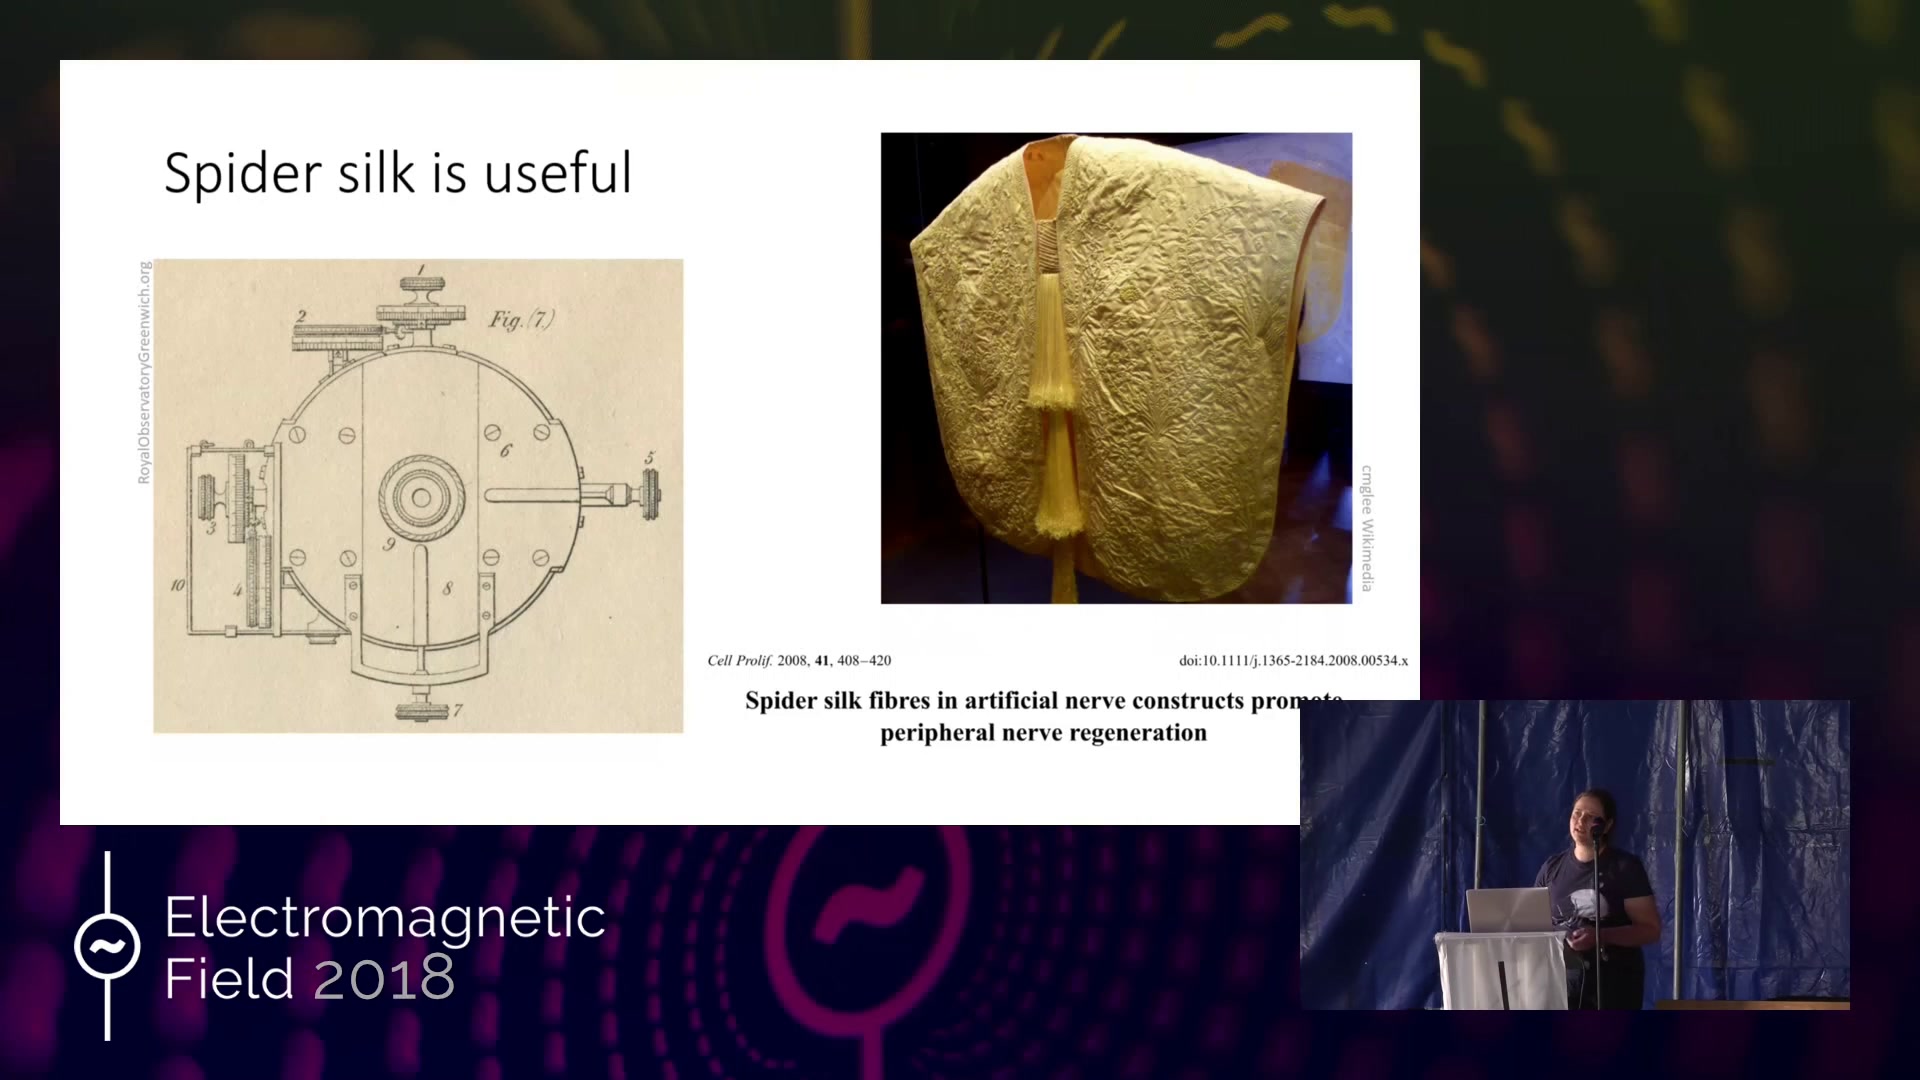 Spider silk is useful
RoyalObservatoryGreenwich.org
1
2
Fig. (7.)
6
5
3
9
10
4
8
7
cmglee Wikimedia
Cell Prolif. 2008, 41, 408–420
doi:10.1111/j.1365-2184.2008.00534.x
Spider silk fibres in artificial nerve constructs promote
peripheral nerve regeneration
Electromagnetic
Field 2018